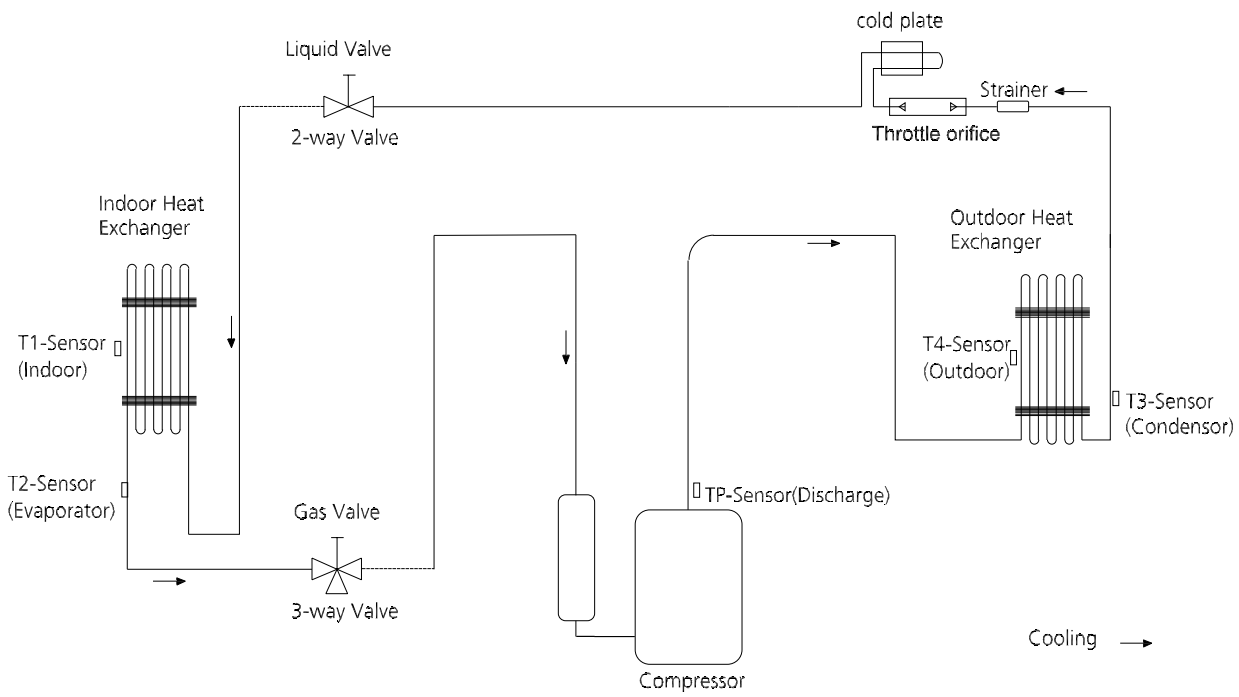 cold plate
Liquid Valve
Strainer
2-way Valve
Throttle orifice
Indoor Heat
Exchanger
Outdoor Heat
Exchanger
T1-Sensor
(Indoor)
T4-Sensor
(Outdoor)
T3-Sensor
(Condensor)
T2-Sensor
(Evaporator)
TP-Sensor(Discharge)
Gas Valve
3-way Valve
Cooling
Compressor